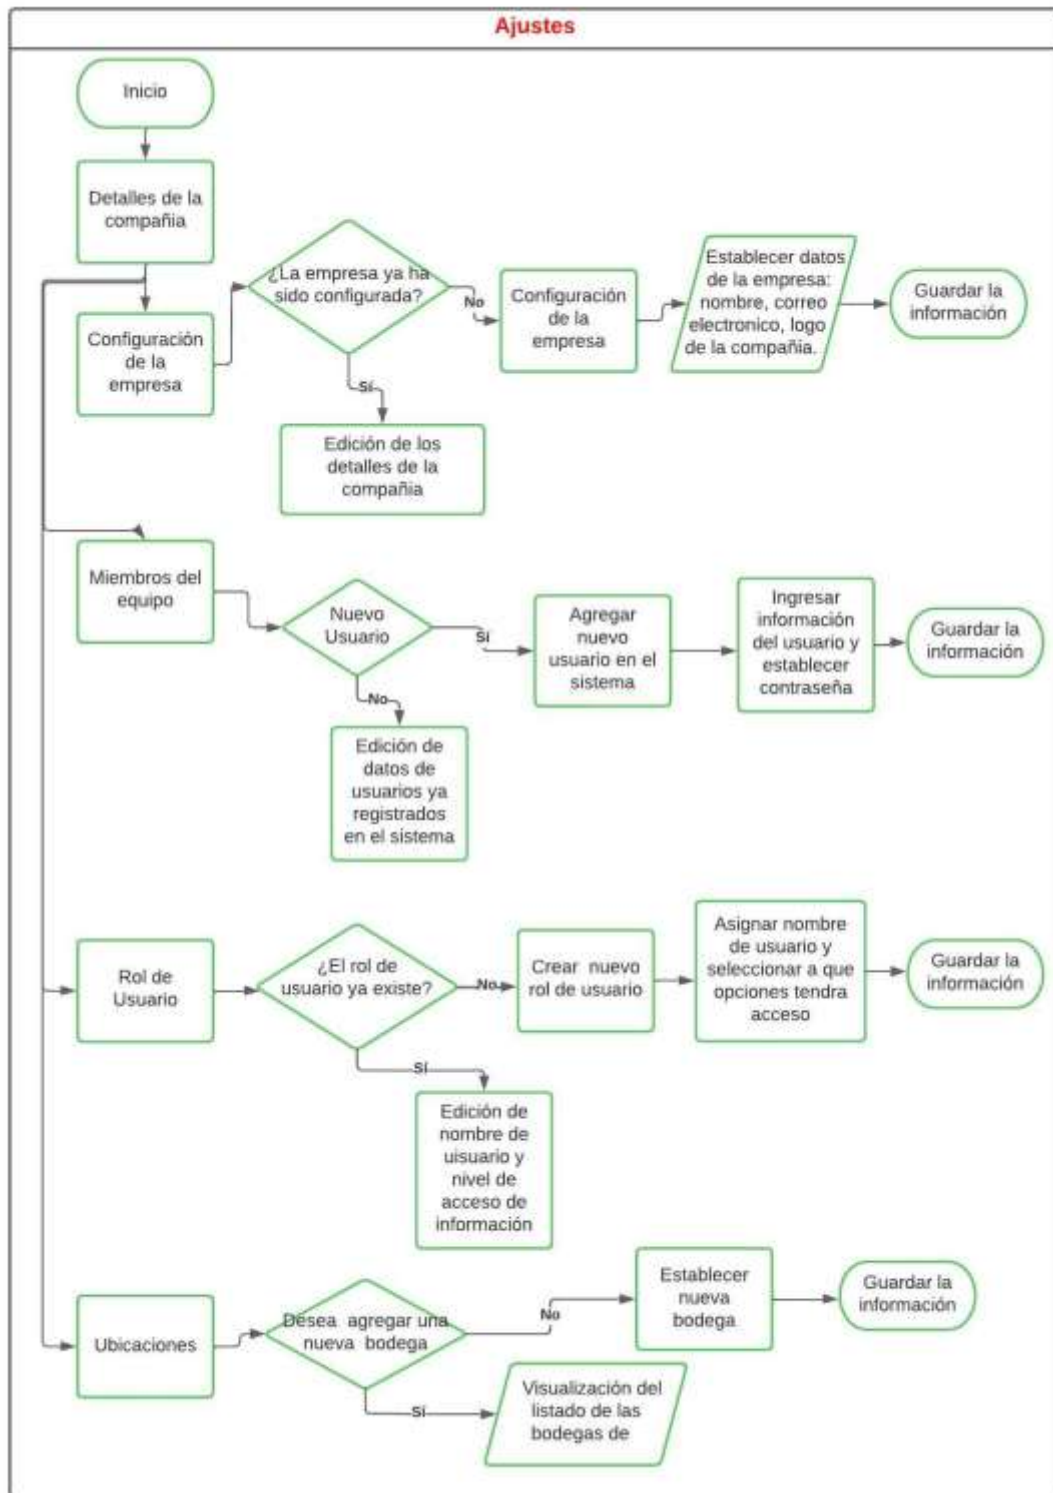 Ajustes
Inicio
Detalles de la
compañia
Configuración
de la
empresa
¿La empresa ya ha
sido configurada?
No
Configuración
de la
empresa
Establecer datos
de la empresa:
nombre, correo
electronico, logo
de la compañia.
Guardar la
información
Sí
Edición de los
detalles de la
compañia
Miembros del
equipo
Nuevo
Usuario
Sí
Agregar
nuevo
usuario en el
sistema
Ingresar
información
del usuario y
establecer
contraseña
Guardar la
información
No
Edición de
datos de
usuarios ya
registrados
en el sistema
Rol de
Usuario
¿El rol de
usuario ya existe?
No
Crear nuevo
rol de usuario
Asignar nombre
de usuario y
seleccionar a que
opciones tendra
acceso
Guardar la
información
Sí
Edición de
nombre de
uisuario y
nivel de
acceso de
información
Ubicaciones
Desea agregar una
nueva bodega
No
Establecer
nueva
bodega
Guardar la
información
Sí
Visualización del
listado de las
bodegas de